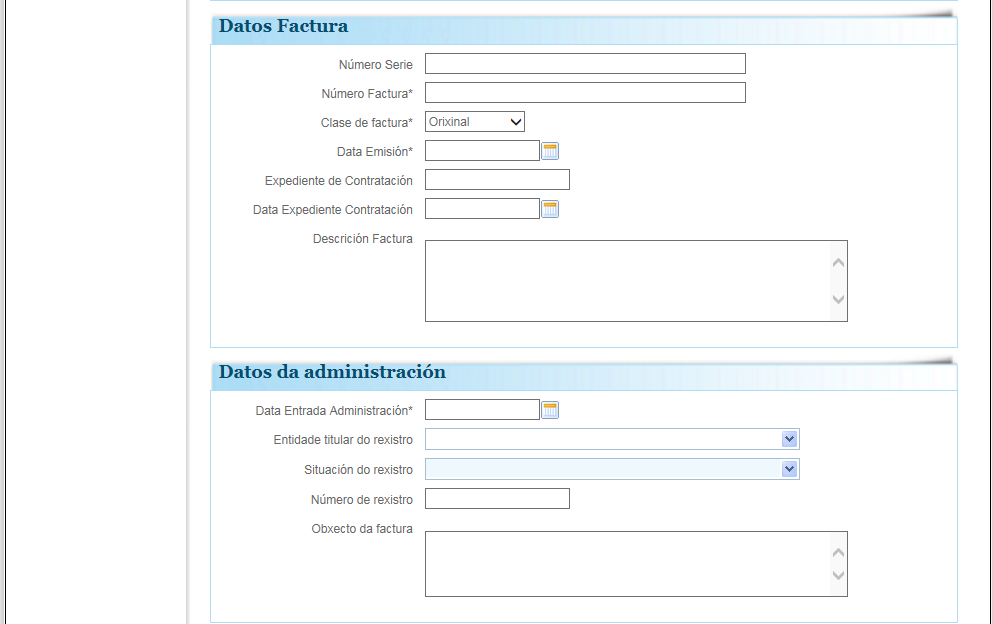 Datos Factura
Número Serie
Número Factura*
Clase de factura*
Orixinal
Data Emisión*
Expediente de Contratación
Data Expediente Contratación
Descrición Factura
Datos da administración
Data Entrada Administración*
Entidade titular do rexistro
Situación do rexistro
Número de rexistro
Obxecto da factura